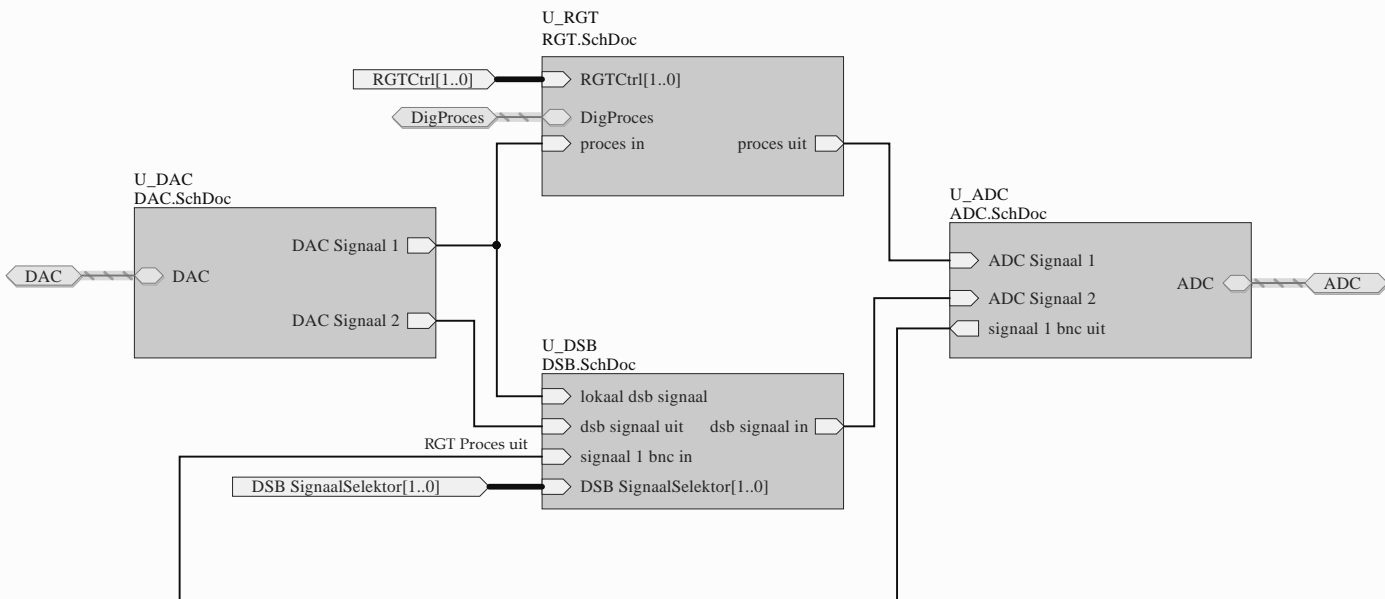 U_RGT
RGT.SchDoc
RGTCtrl[1..0]
RGTCtrl[1..0]
DigProces
DigProces
proces in
proces uit
U_DAC
DAC.SchDoc
DAC Signaal 1
DAC
DAC
DAC Signaal 2
U_ADC
ADC.SchDoc
ADC Signaal 1
ADC
ADC
ADC Signaal 2
signaal 1 bnc uit
U_DSB
DSB.SchDoc
lokaal dsb signaal
dsb signaal uit
dsb signaal in
RGT Proces uit
signaal 1 bnc in
DSB SignaalSelektor[1..0]
DSB SignaalSelektor[1..0]